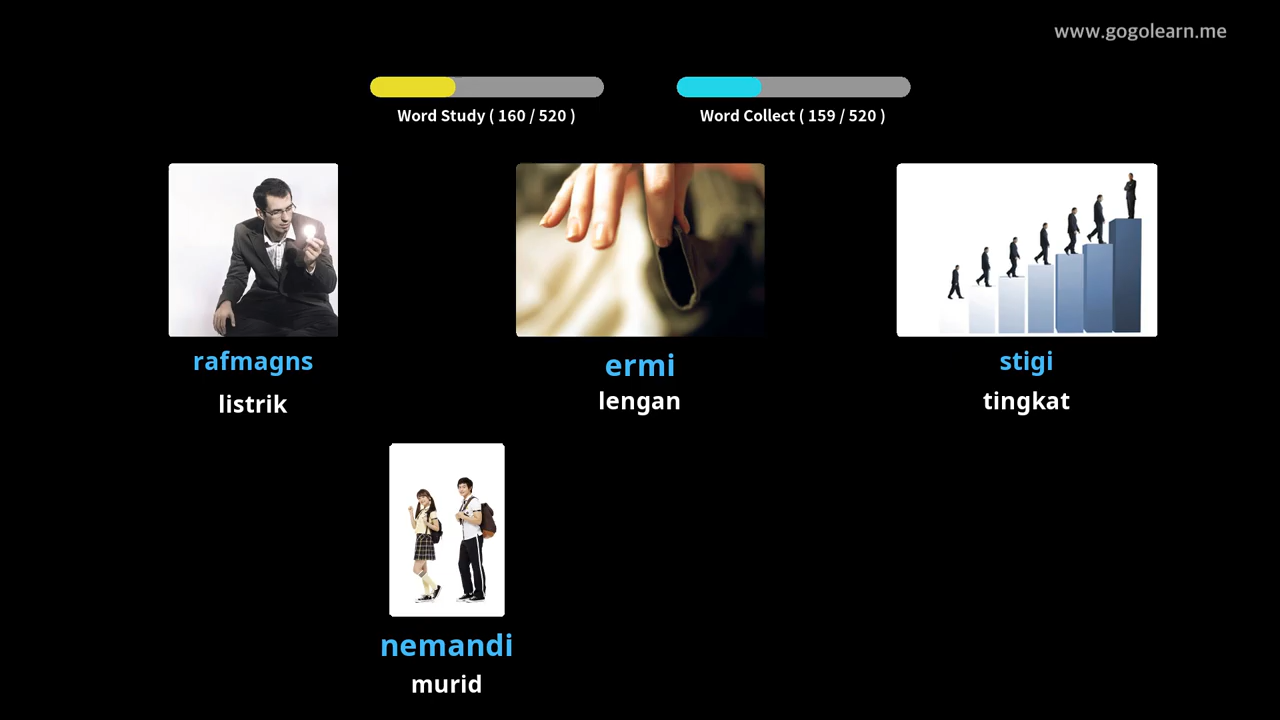 www.gogolearn.me
Word Study ( 160 / 520 )
Word Collect ( 159 / 520 )
rafmagns
listrik
ermi
lengan
stigi
tingkat
nemandi
murid